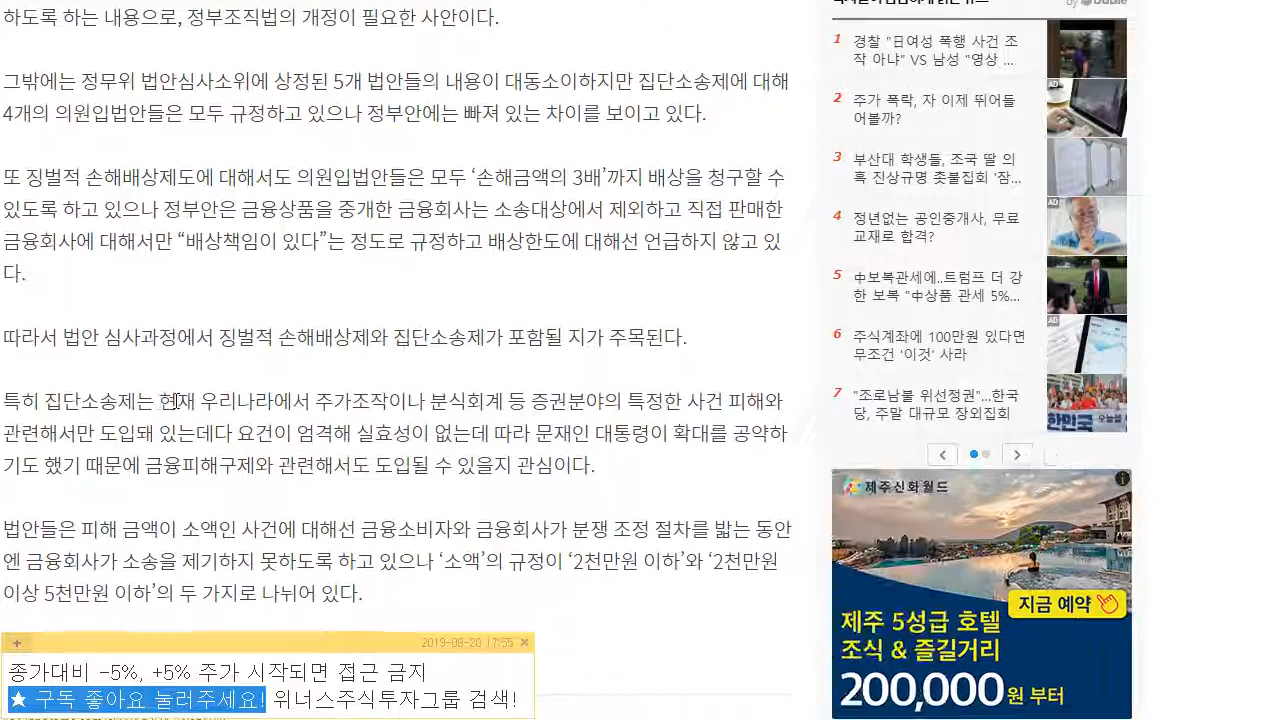 하도록 하는 내용으로, 정부조직법의 개정이 필요한 사안이다.
그밖에는 정무위 법안심사소위에 상정된 5개 법안들의 내용이 대동소이하지만 집단소송제에 대해
4개의 의원입법안들은 모두 규정하고 있으나 정부안에는 빠져 있는 차이를 보이고 있다.
또 징벌적 손해배상제도에 대해서도 의원입법안들은 모두 ‘손해금액의 3배’까지 배상을 청구할 수
있도록 하고 있으나 정부안은 금융상품을 중개한 금융회사는 소송대상에서 제외하고 직접 판매한
금융회사에 대해서만 “배상책임이 있다”는 정도로 규정하고 배상한도에 대해선 언급하지 않고 있
다.
따라서 법안 심사과정에서 징벌적 손해배상제와 집단소송제가 포함될 지가 주목된다.
특히 집단소송제는 현재 우리나라에서 주가조작이나 분식회계 등 증권분야의 특정한 사건 피해와
관련해서만 도입돼 있는데다 요건이 엄격해 실효성이 없는데 따라 문재인 대통령이 확대를 공약하
기도 했기 때문에 금융피해구제와 관련해서도 도입될 수 있을지 관심이다.
법안들은 피해 금액이 소액인 사건에 대해선 금융소비자와 금융회사가 분쟁 조정 절차를 밟는 동안
엔 금융회사가 소송을 제기하지 못하도록 하고 있으나 ‘소액’의 규정이 ‘2천만원 이하’와 ‘2천만원
이상 5천만원 이하’의 두 가지로 나뉘어 있다.
2019-08-20 17:55
종가대비 -5%, +5% 주가 시작되면 접근 금지
★ 구독 좋아요 눌러주세요! 위너스주식투자그룹 검색!
by
1 경찰 "日여성 폭행 사건 조
작 아냐" VS 남성 "영상 ...
2 주가 폭락, 자 이제 뛰어들
어볼까?
AD
3 부산대 학생들, 조국 딸 의
혹 진상규명 촛불집회 '잠...
4 정년없는 공인중개사, 무료
교재로 합격?
AD
5 中보복관세에..트럼프 더 강
한 보복 "中상품 관세 5%...
6 주식계좌에 100만원 있다면
무조건 '이것' 사라
AD
7 "조로남불 위선정권"...한국
당, 주말 대규모 장외집회
제주신화월드
지금 예약
제주 5성급 호텔
조식 & 즐길거리
200,000원 부터